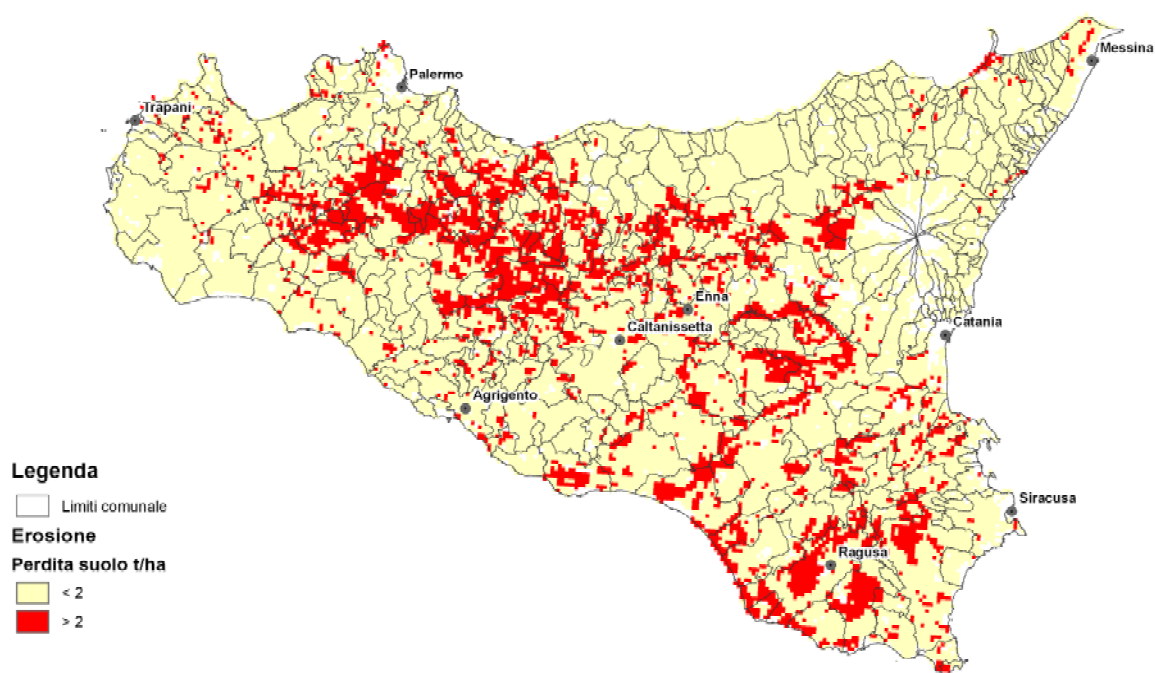 Messina
Palermo
Trapani
Enna
Catania
Caltanissetta
Agrigento
Legenda
Limiti comunale
Siracusa
Erosione
Ragusa
Perdita suolo t/ha
< 2
> 2